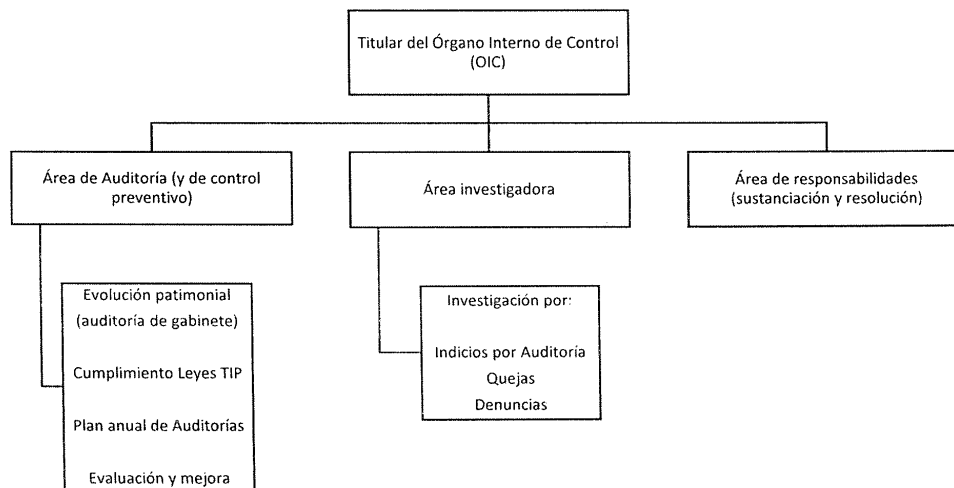 Titular del Órgano Interno de Control
(OIC)
Área de Auditoría (y de control
preventivo)
Área investigadora
Área de responsabilidades
(sustanciación y resolución)
Evolución patimonial
(auditoría de gabinete)
Cumplimiento Leyes TIP
Plan anual de Auditorías
Evaluación y mejora
Investigación por:
Indicios por Auditoría
Quejas
Denuncias